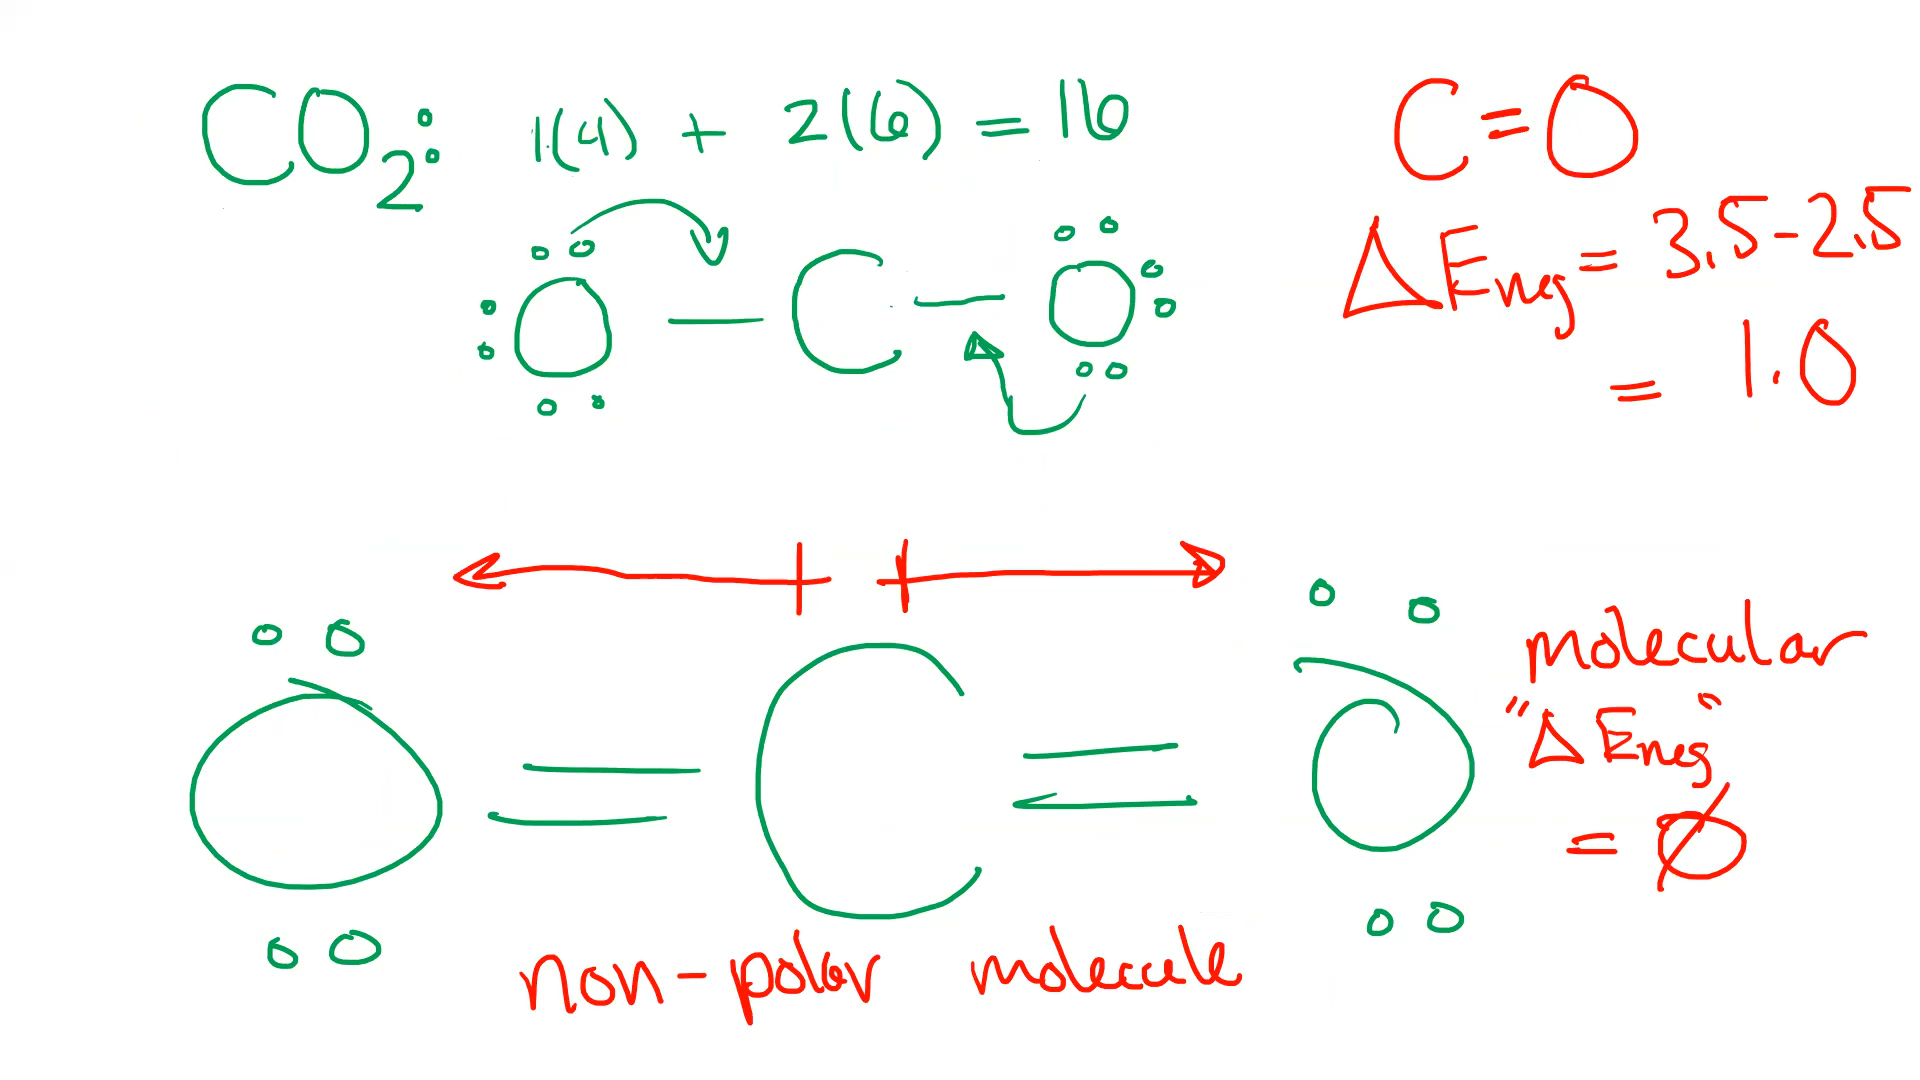 CO₂: 1(4) + 2(6) = 16
O — C — O
C=O
ΔEneg = 3.5-2.5
= 1.0
O = C = O
molecular
"ΔEneg"
= ∅
non-polar molecule